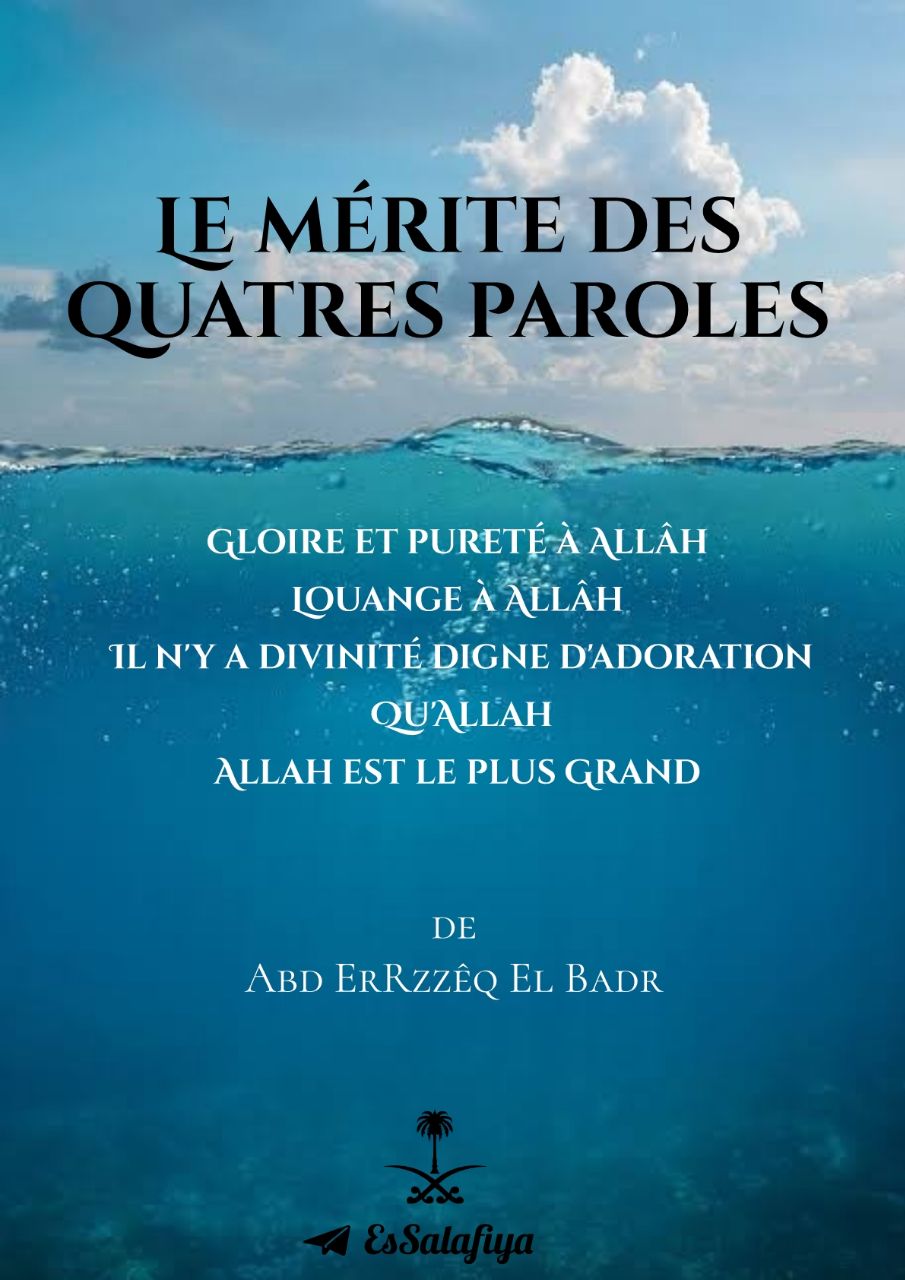 Le mérite des
quatres paroles
Gloire et pureté à Allâh
Louange à Allâh
Il n'y a divinité digne d'adoration
qu'Allah
Allah est le plus Grand
de
Abd ErRzzêq El Badr
EsSalafiya